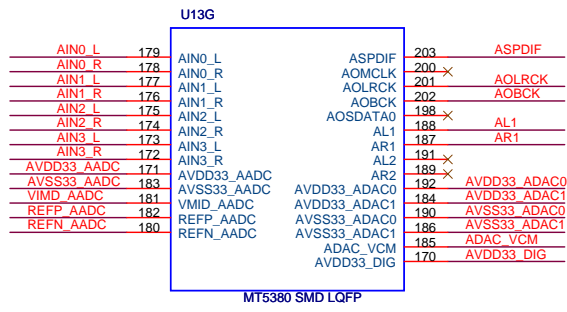 U13G
AIN0_L 179 AIN0_L ASPDIF 203 ASPDIF
AIN0_R 178 AIN0_R AOMCLK 200
AIN1_L 177 AIN1_L AOLRCK 201 AOLRCK
AIN1_R 176 AIN1_R AOBCK 202 AOBCK
AIN2_L 175 AIN2_L AOSDATA0 198
AIN2_R 174 AIN2_R AL1 188 AL1
AIN3_L 173 AIN3_L AR1 187 AR1
AIN3_R 172 AIN3_R AL2 191
AVDD33_AADC 171 AVDD33_AADC AR2 189
AVSS33_AADC 183 AVSS33_AADC AVDD33_ADAC0 192 AVDD33_ADAC0
VIMD_AADC 181 VMID_AADC AVDD33_ADAC1 184 AVDD33_ADAC1
REFP_AADC 182 REFP_AADC AVSS33_ADAC0 190 AVSS33_ADAC0
REFN_AADC 180 REFN_AADC AVSS33_ADAC1 186 AVSS33_ADAC1
ADAC_VCM 185 ADAC_VCM
AVDD33_DIG 170 AVDD33_DIG
MT5380 SMD LQFP